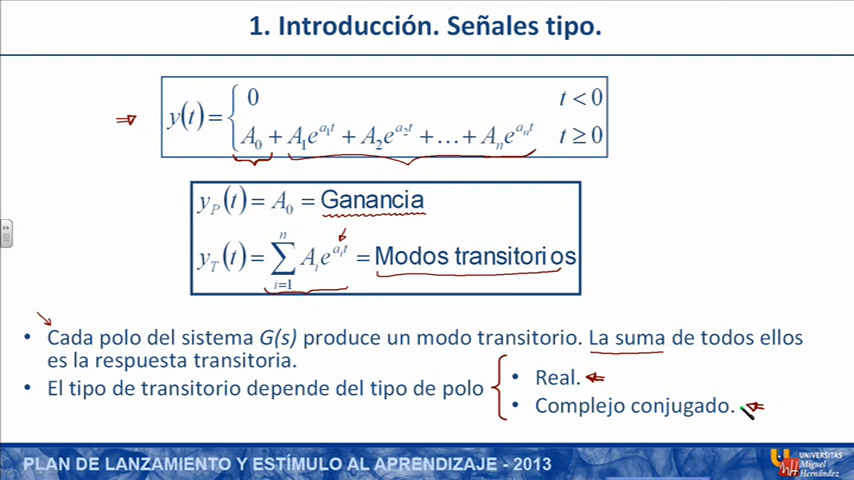 1. Introducción. Señales tipo.
y(t) = { 0 t < 0
A₀ + A₁e^{a₁t} + A₂e^{a₂t} + … + Aₙe^{aₙt} t ≥ 0
y_P(t) = A₀ = Ganancia
y_T(t) = ∑_{i=1}^{n} A_i e^{a_i t} = Modos transitorios
• Cada polo del sistema G(s) produce un modo transitorio. La suma de todos ellos
es la respuesta transitoria.
• El tipo de transitorio depende del tipo de polo
• Real.
• Complejo conjugado.
PLAN DE LANZAMIENTO Y ESTÍMULO AL APRENDIZAJE - 2013
UNIVERSITAS
Miguel
Hernández